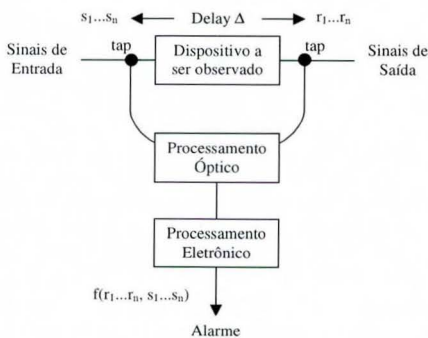 s₁...sₙ Delay Δ r₁...rₙ
Sinais de Entrada
tap
Dispositivo a
ser observado
tap
Sinais de Saída
Processamento
Óptico
Processamento
Eletrônico
f(r₁...rₙ, s₁...sₙ)
Alarme